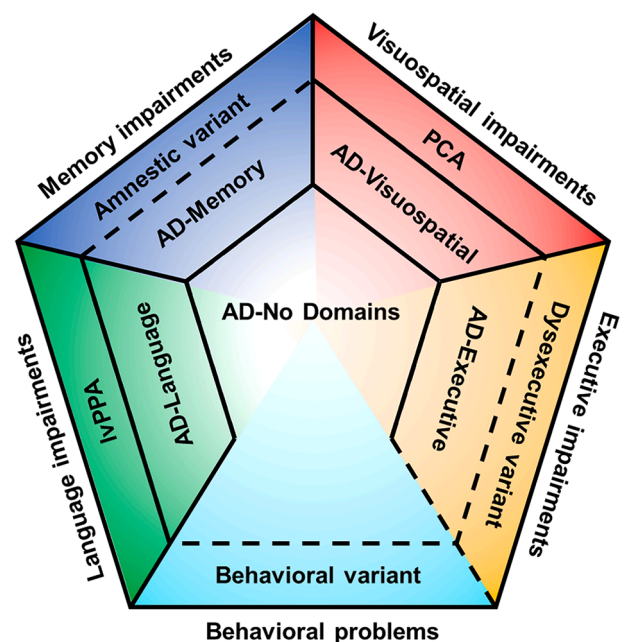 Memory impairments
Visuospatial impairments
Amnestic variant
AD-Memory
PCA
AD-Visuospatial
AD-No Domains
Language impairments
lvPPA
AD-Language
AD-Executive
Dysexecutive variant
Executive impairments
Behavioral variant
Behavioral problems